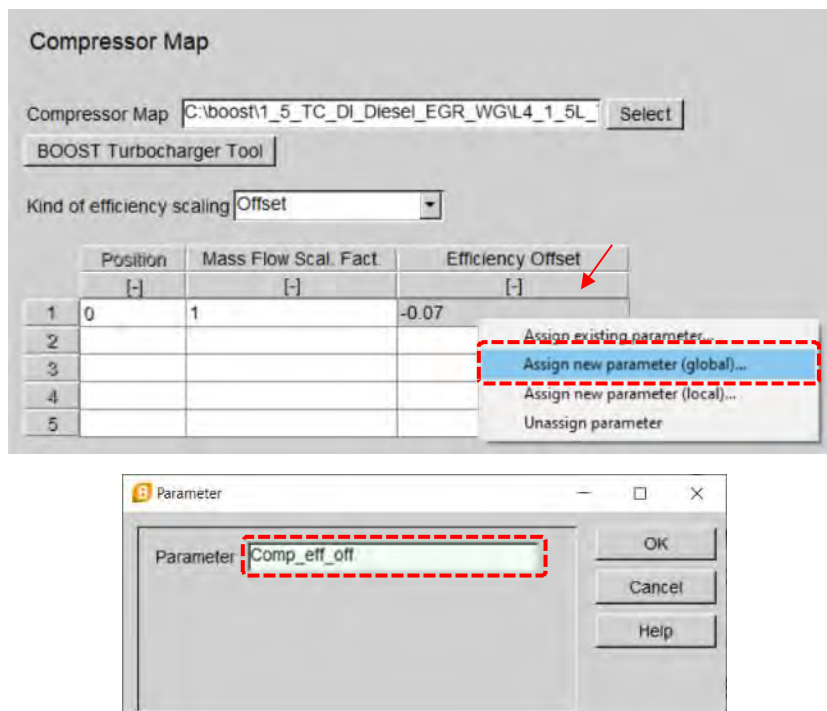 Compressor Map
Compressor Map C:\boost\1_5_TC_DI_Diesel_EGR_WG\L4_1_5L_ Select
BOOST Turbocharger Tool
Kind of efficiency scaling Offset
Position Mass Flow Scal. Fact Efficiency Offset
[-] [-] [-]
1 0 1 -0.07
Assign existing parameter...
2
Assign new parameter (global)...
3
4 Assign new parameter (local)...
5 Unassign parameter
Parameter
Parameter Comp_eff_off OK
Cancel
Help